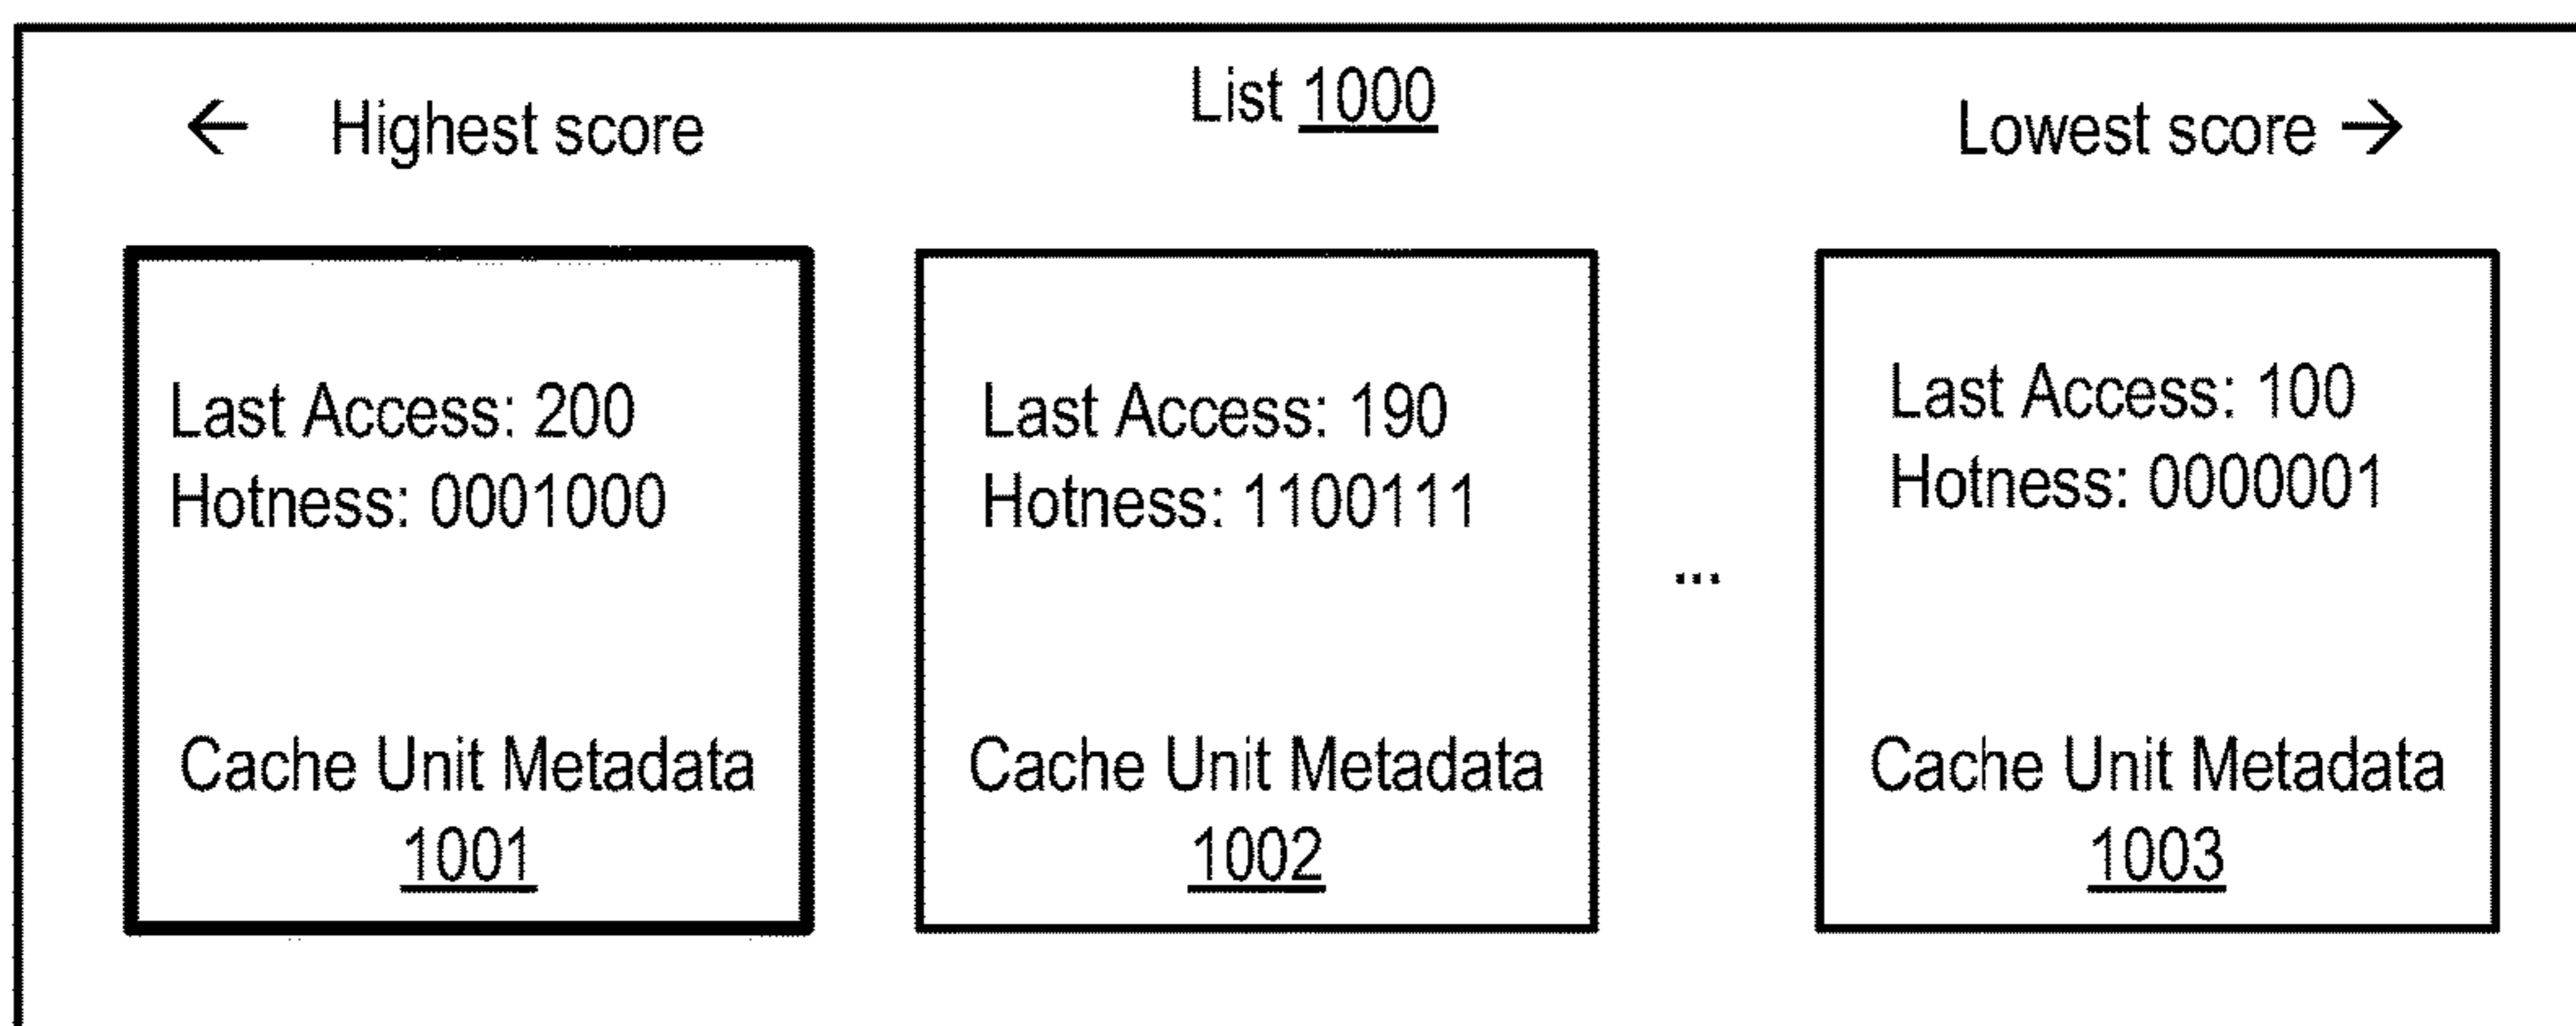 List 1000
← Highest score
Lowest score →
Last Access: 200
Hotness: 0001000
Cache Unit Metadata
1001
Last Access: 190
Hotness: 1100111
Cache Unit Metadata
1002
...
Last Access: 100
Hotness: 0000001
Cache Unit Metadata
1003